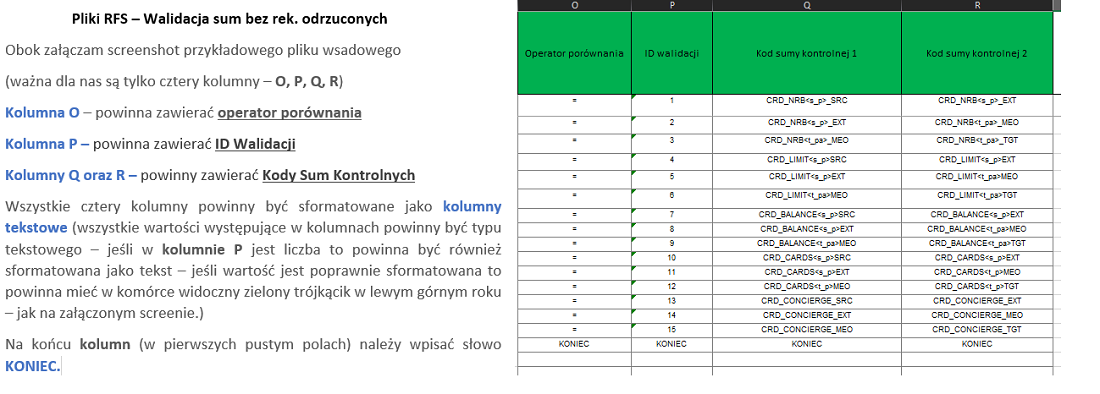 Pliki RFS – Walidacja sum bez rek. odrzuconych
Obok załączam screenshot przykładowego pliku wsadowego
(ważna dla nas są tylko cztery kolumny – O, P, Q, R)
Kolumna O – powinna zawierać operator porównania
Kolumna P – powinna zawierać ID Walidacji
Kolumny Q oraz R – powinny zawierać Kody Sum Kontrolnych
Wszystkie cztery kolumny powinny być sformatowane jako kolumny
tekstowe (wszystkie wartości występujące w kolumnach powinny być typu
tekstowego – jeśli w kolumnie P jest liczba to powinna być również
sformatowana jako tekst – jeśli wartość jest poprawnie sformatowana to
powinna mieć w komórce widoczny zielony trójkącik w lewym górnym roku
– jak na załączonym screenie.)
Na końcu kolumn (w pierwszych pustym polach) należy wpisać słowo
KONIEC.
O P Q R
Operator porównania ID walidacji Kod sumy kontrolnej 1 Kod sumy kontrolnej 2
= 1 CRD_NRB<s_p>_SRC CRD_NRB<s_p>_EXT
= 2 CRD_NRB<s_p>_EXT CRD_NRB<t_pa>_MEO
= 3 CRD_NRB<t_pa>_MEO CRD_NRB<t_pa>_TGT
= 4 CRD_LIMIT<s_p>SRC CRD_LIMIT<s_p>EXT
= 5 CRD_LIMIT<s_p>EXT CRD_LIMIT<t_pa>MEO
= 6 CRD_LIMIT<t_pa>MEO CRD_LIMIT<t_pa>TGT
= 7 CRD_BALANCE<s_p>SRC CRD_BALANCE<s_p>EXT
= 8 CRD_BALANCE<s_p>EXT CRD_BALANCE<t_pa>MEO
= 9 CRD_BALANCE<t_pa>MEO CRD_BALANCE<t_pa>TGT
= 10 CRD_CARDS<s_p>SRC CRD_CARDS<s_p>EXT
= 11 CRD_CARDS<s_p>EXT CRD_CARDS<t_p>MEO
= 12 CRD_CARDS<t_p>MEO CRD_CARDS<t_p>TGT
= 13 CRD_CONCIERGE_SRC CRD_CONCIERGE_EXT
= 14 CRD_CONCIERGE_EXT CRD_CONCIERGE_MEO
= 15 CRD_CONCIERGE_MEO CRD_CONCIERGE_TGT
KONIEC KONIEC KONIEC KONIEC